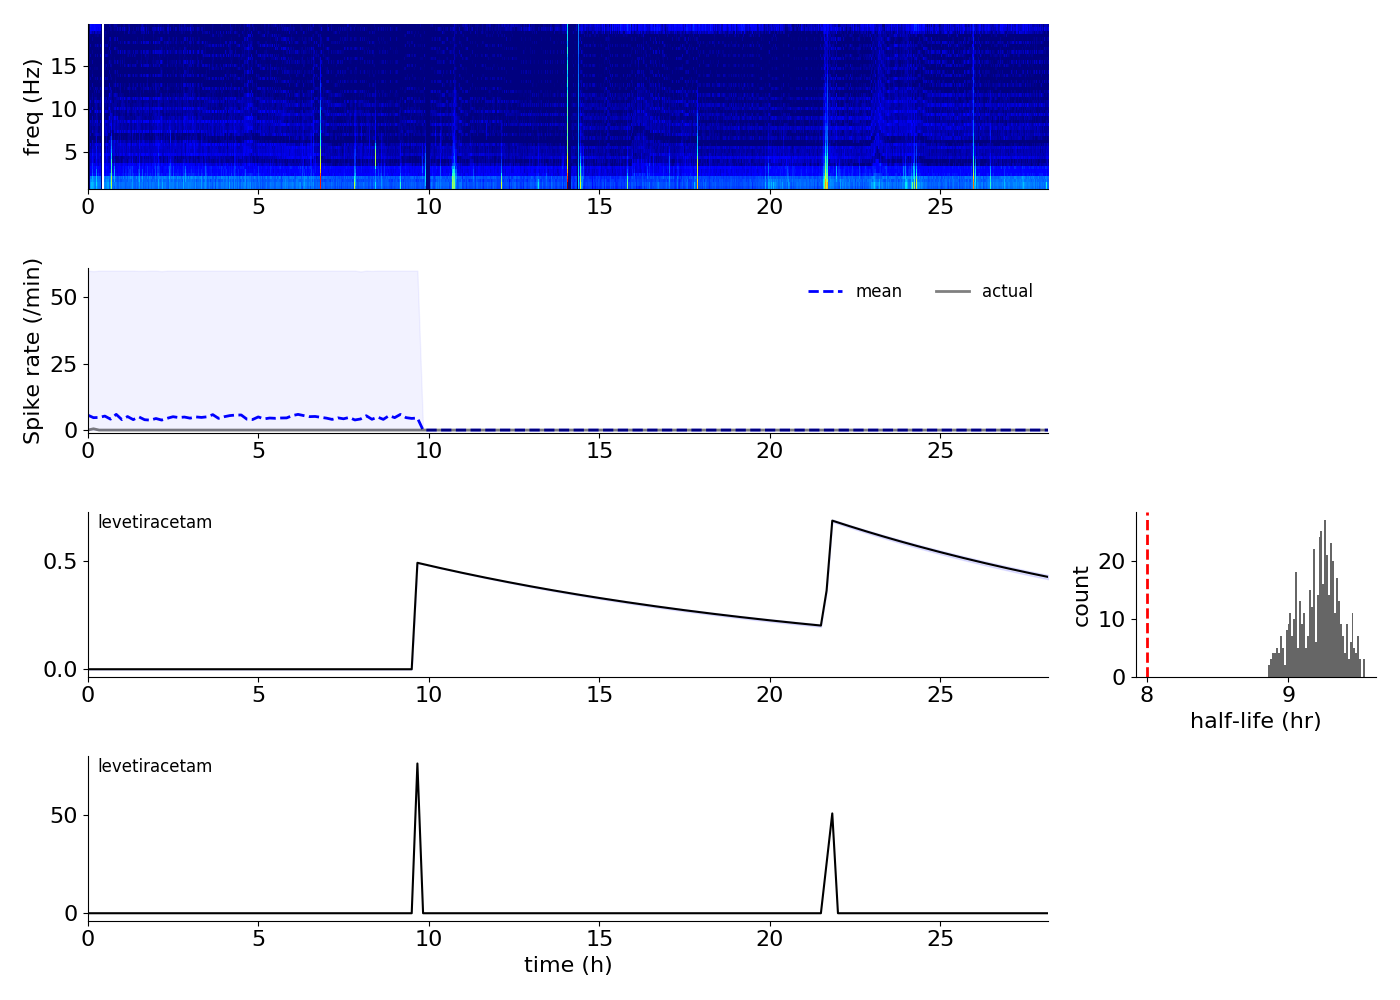 freq (Hz)
15
10
5
0 5 10 15 20 25
Spike rate (/min)
50
25
0
mean actual
0 5 10 15 20 25
levetiracetam
0.5
0.0
0 5 10 15 20 25
count
20
10
0
8 9
half-life (hr)
levetiracetam
50
0
0 5 10 15 20 25
time (h)